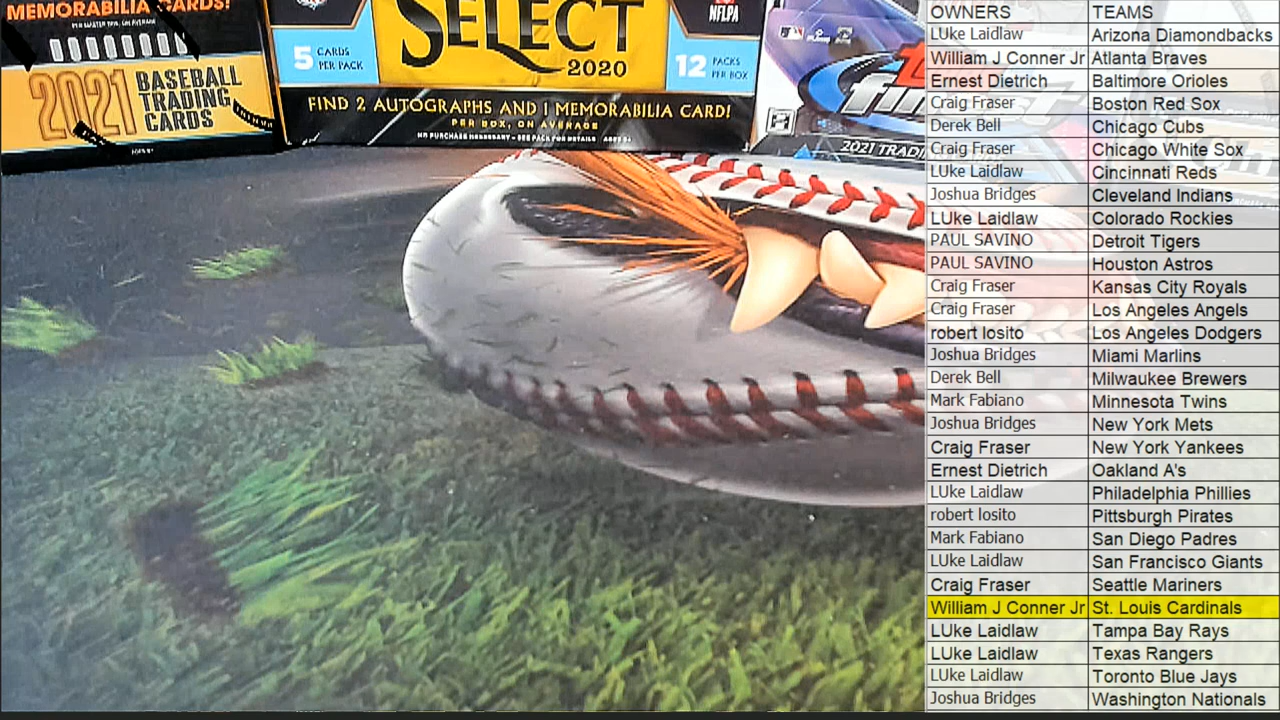 MEMORABILIA CARDS!
2021 BASEBALL
TRADING
CARDS
SELECT
2020
5 CARDS
PER PACK
12 PACKS
PER BOX
NFLPA
FIND 2 AUTOGRAPHS AND 1 MEMORABILIA CARD!
PER BOX, ON AVERAGE
finest
2021 TRADI
OWNERS TEAMS
LUke Laidlaw Arizona Diamondbacks
William J Conner Jr Atlanta Braves
Ernest Dietrich Baltimore Orioles
Craig Fraser Boston Red Sox
Derek Bell Chicago Cubs
Craig Fraser Chicago White Sox
LUke Laidlaw Cincinnati Reds
Joshua Bridges Cleveland Indians
LUke Laidlaw Colorado Rockies
PAUL SAVINO Detroit Tigers
PAUL SAVINO Houston Astros
Craig Fraser Kansas City Royals
Craig Fraser Los Angeles Angels
robert losito Los Angeles Dodgers
Joshua Bridges Miami Marlins
Derek Bell Milwaukee Brewers
Mark Fabiano Minnesota Twins
Joshua Bridges New York Mets
Craig Fraser New York Yankees
Ernest Dietrich Oakland A's
LUke Laidlaw Philadelphia Phillies
robert losito Pittsburgh Pirates
Mark Fabiano San Diego Padres
LUke Laidlaw San Francisco Giants
Craig Fraser Seattle Mariners
William J Conner Jr St. Louis Cardinals
LUke Laidlaw Tampa Bay Rays
LUke Laidlaw Texas Rangers
LUke Laidlaw Toronto Blue Jays
Joshua Bridges Washington Nationals